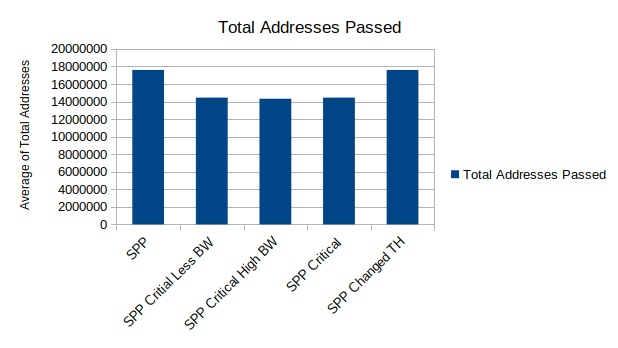 Total Addresses Passed
Average of Total Addresses
20000000
18000000
16000000
14000000
12000000
10000000
8000000
6000000
4000000
2000000
0
SPP
SPP Critial Less BW
SPP Critical High BW
SPP Critical
SPP Changed TH
Total Addresses Passed